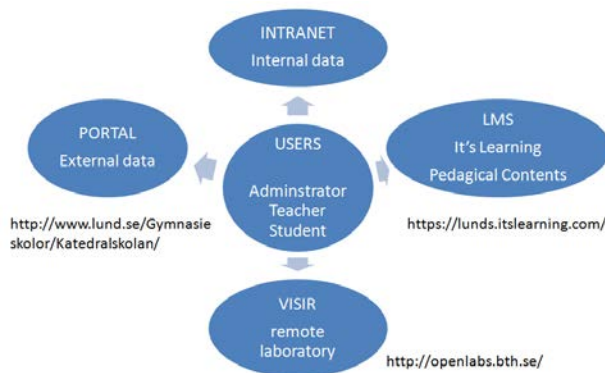 INTRANET
Internal data
PORTAL
External data
USERS
Adminstrator
Teacher
Student
LMS
It's Learning
Pedagical Contents
http://www.lund.se/Gymnasie
skolor/Katedralskolan/
https://lunds.itslearning.com/
VISIR
remote
laboratory
http://openlabs.bth.se/